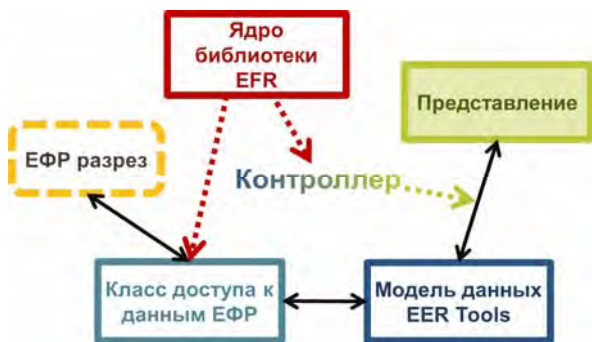 Ядро
библиотеки
EFR
Представление
ЕФР разрез
Контроллер
Класс доступа к
данным ЕФР
Модель данных
EER Tools